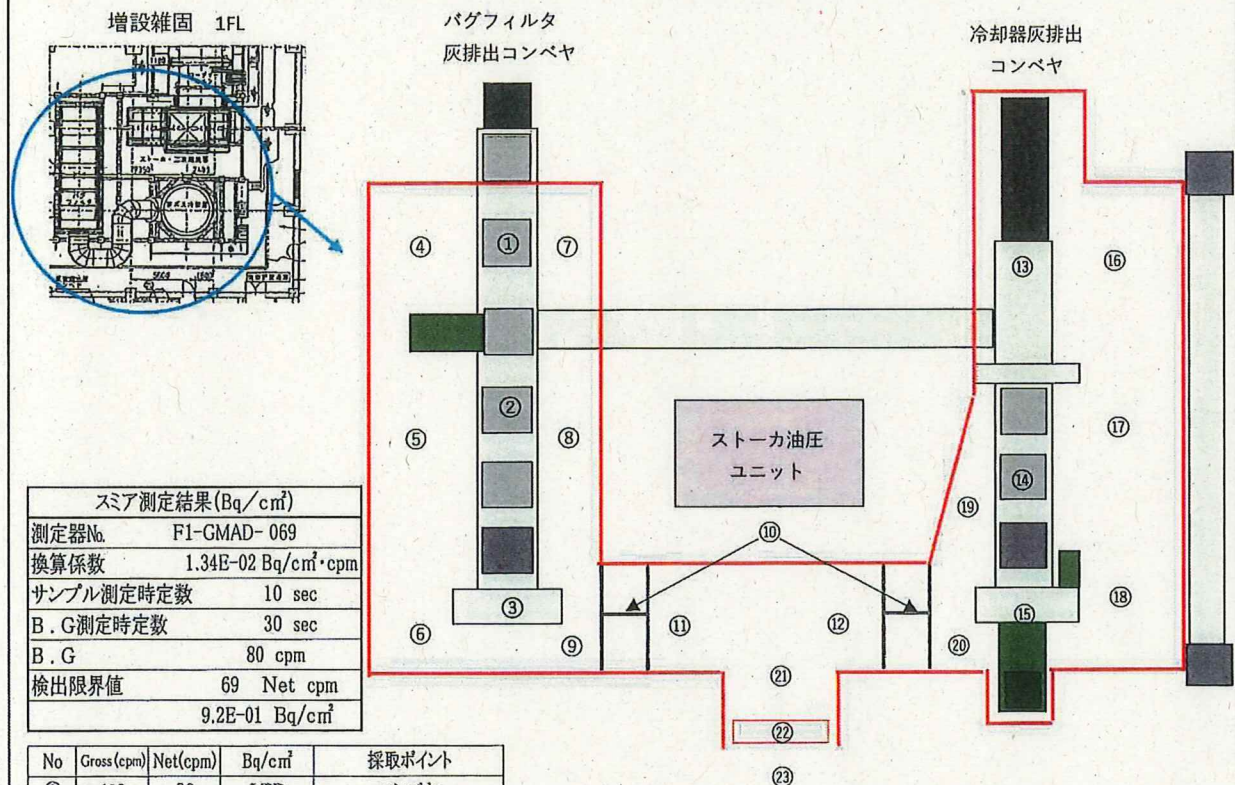 増設雑固 1FL
バグフィルタ
灰排出コンベヤ
冷却器灰排出
コンベヤ
④
①
⑦
⑬
⑯
⑤
②
⑧
ストーカ油圧
ユニット
⑰
⑭
⑲
⑩
③
⑥
⑨
⑪
⑫
⑳
⑮
⑱
㉑
㉒
㉓
スミア測定結果(Bq/c㎡)
測定器No. F1-GMAD-069
換算係数 1.34E-02 Bq/c㎡・cpm
サンプル測定時定数 10 sec
B.G測定時定数 30 sec
B.G 80 cpm
検出限界値 69 Net cpm
9.2E-01 Bq/c㎡
No Gross(cpm) Net(cpm) Bq/c㎡ 採取ポイント